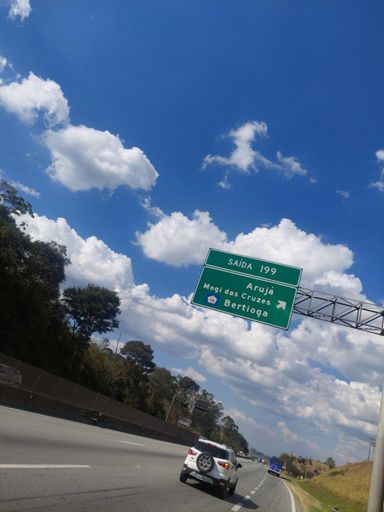 SAÍDA 199
Arujá
Mogi das Cruzes
Bertioga